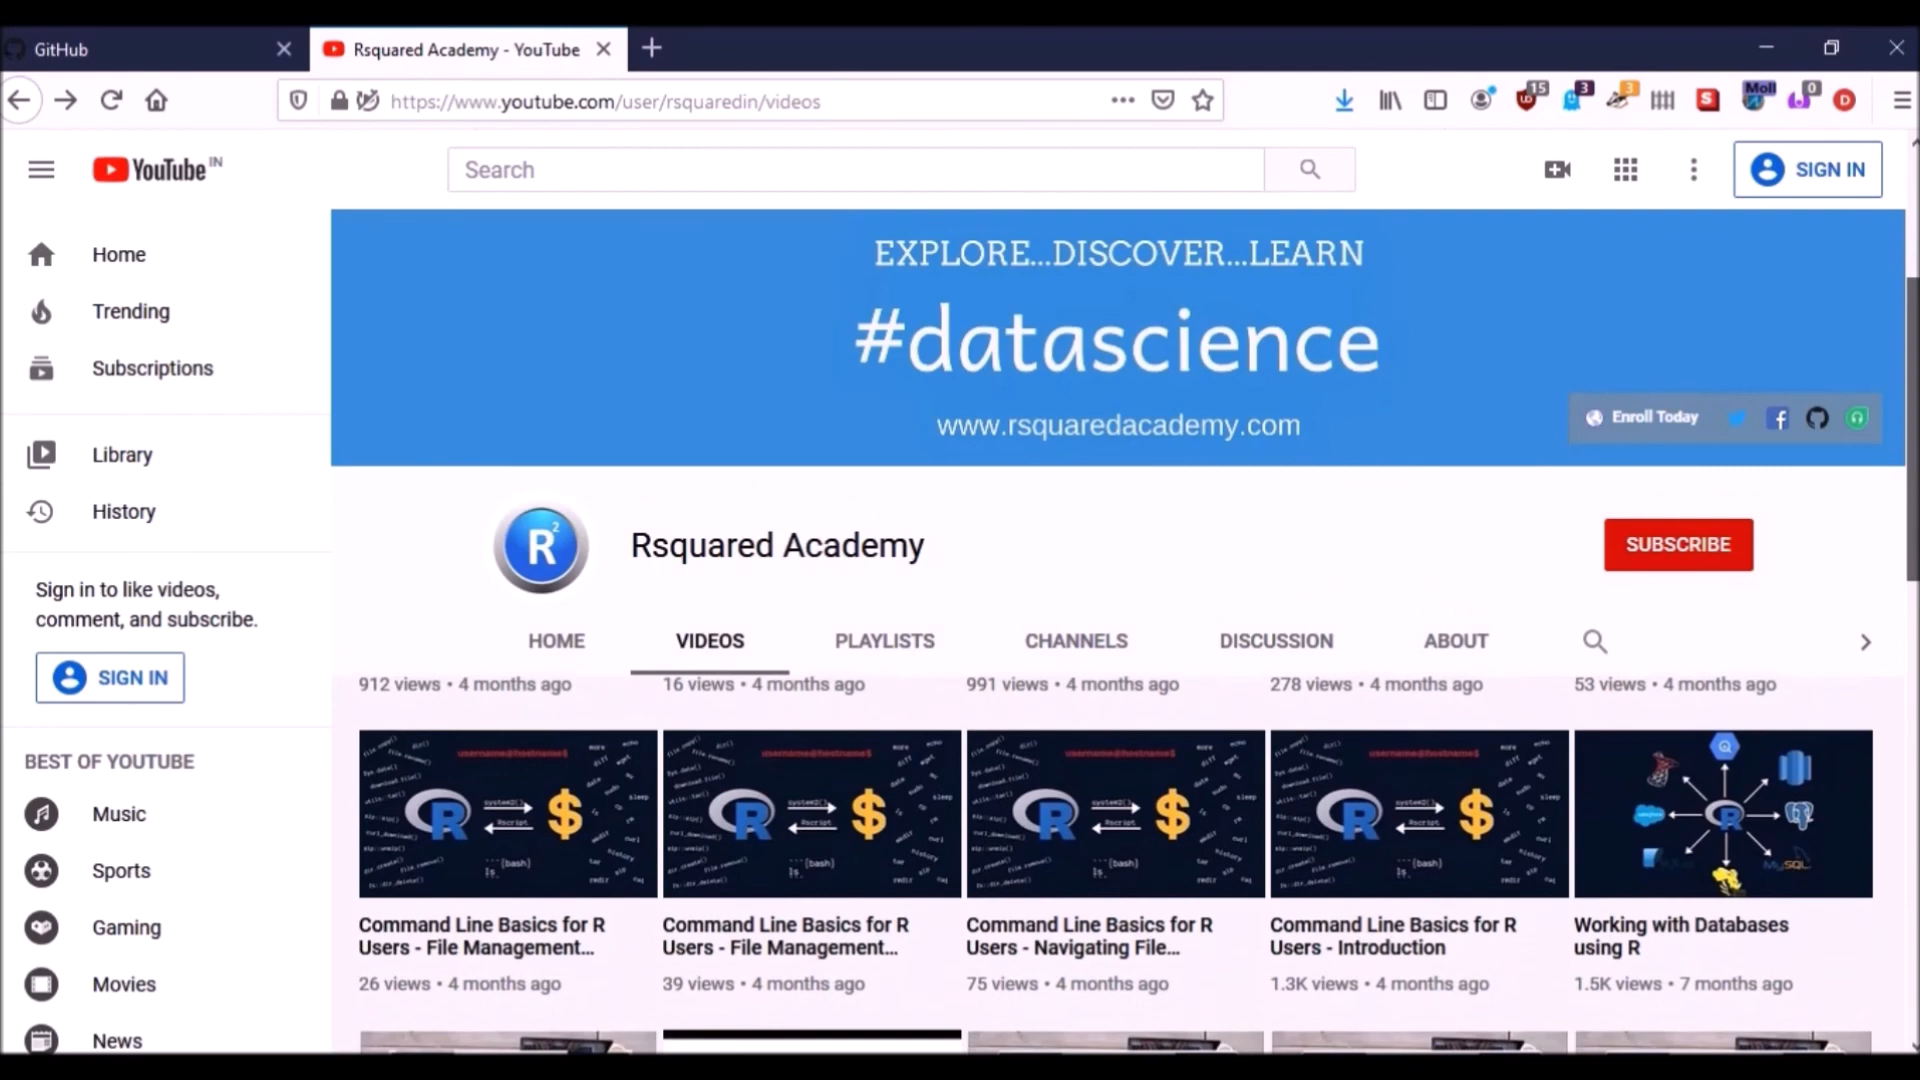 GitHub
Rsquared Academy - YouTube
https://www.youtube.com/user/rsquaredin/videos
15
3
3
Moll
0
YouTube IN
Search
SIGN IN
Home
Trending
Subscriptions
Library
History
Sign in to like videos,
comment, and subscribe.
SIGN IN
BEST OF YOUTUBE
Music
Sports
Gaming
Movies
News
EXPLORE...DISCOVER...LEARN
#datascience
www.rsquaredacademy.com
Enroll Today
R2
Rsquared Academy
SUBSCRIBE
HOME VIDEOS PLAYLISTS CHANNELS DISCUSSION ABOUT
912 views • 4 months ago
16 views • 4 months ago
991 views • 4 months ago
278 views • 4 months ago
53 views • 4 months ago
Command Line Basics for R
Users - File Management...
26 views • 4 months ago
Command Line Basics for R
Users - File Management...
39 views • 4 months ago
Command Line Basics for R
Users - Navigating File...
75 views • 4 months ago
Command Line Basics for R
Users - Introduction
1.3K views • 4 months ago
Working with Databases
using R
1.5K views • 7 months ago